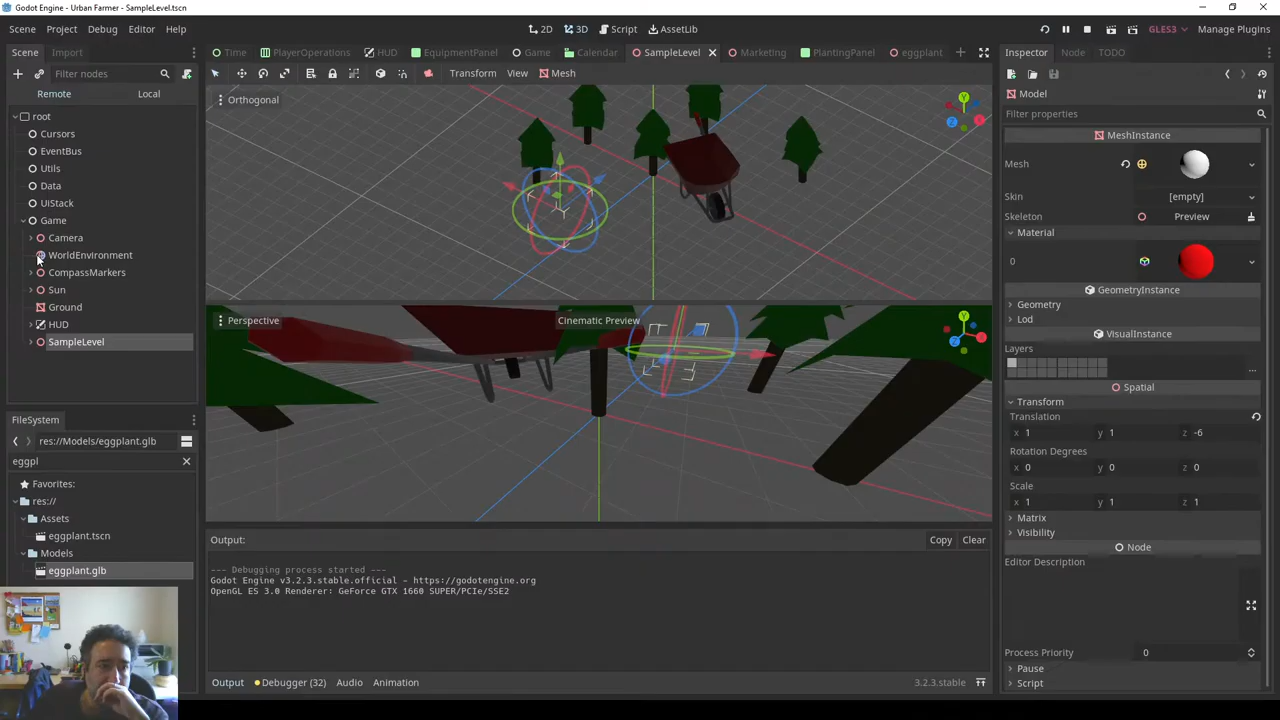 Godot Engine - Urban Farmer - SampleLevel.tscn
Scene Project Debug Editor Help
2D 3D Script AssetLib
GLES3 Manage Plugins
Scene Import
Time PlayerOperations HUD EquipmentPanel Game Calendar SampleLevel Marketing PlantingPanel eggplant
Inspector Node TODO
Filter nodes
Transform View Mesh
Remote Local
Model
Orthogonal
Filter properties
root
Cursors
EventBus
Utils
Data
UIStack
Game
Camera
WorldEnvironment
CompassMarkers
Sun
Ground
HUD
SampleLevel
Perspective
Cinematic Preview
MeshInstance
Mesh
Skin [empty]
Skeleton Preview
Material
0
GeometryInstance
Geometry
Lod
VisualInstance
Layers
...
Spatial
Transform
Translation
x 1 y 1 z -6
Rotation Degrees
x 0 y 0 z 0
Scale
x 1 y 1 z 1
Matrix
Visibility
Node
Editor Description
Process Priority 0
Pause
Script
FileSystem
res://Models/eggplant.glb
eggpl
Favorites:
res://
Assets
eggplant.tscn
Models
eggplant.glb
Output:
Copy Clear
--- Debugging process started ---
Godot Engine v3.2.3.stable.official - https://godotengine.org
OpenGL ES 3.0 Renderer: GeForce GTX 1660 SUPER/PCIe/SSE2
Output Debugger (32) Audio Animation
3.2.3.stable